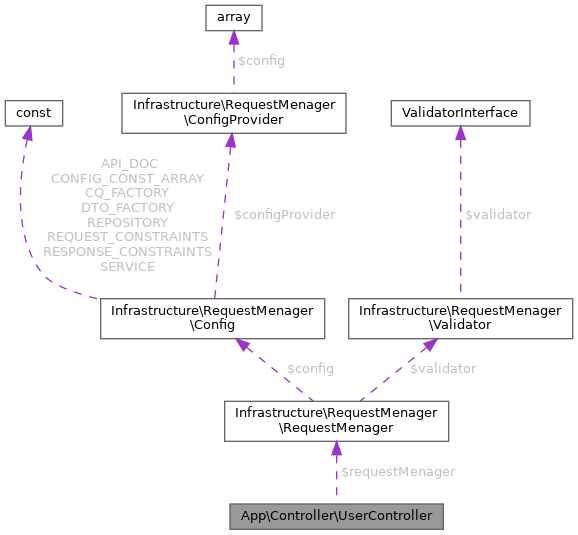 array
$config
Infrastructure\RequestMenager
\ConfigProvider
const
ValidatorInterface
API_DOC
CONFIG_CONST_ARRAY
CQ_FACTORY
DTO_FACTORY
REPOSITORY
REQUEST_CONSTRAINTS
RESPONSE_CONSTRAINTS
SERVICE
$configProvider
$validator
Infrastructure\RequestMenager
\Config
Infrastructure\RequestMenager
\Validator
$config
$validator
Infrastructure\RequestMenager
\RequestMenager
$requestMenager
App\Controller\UserController